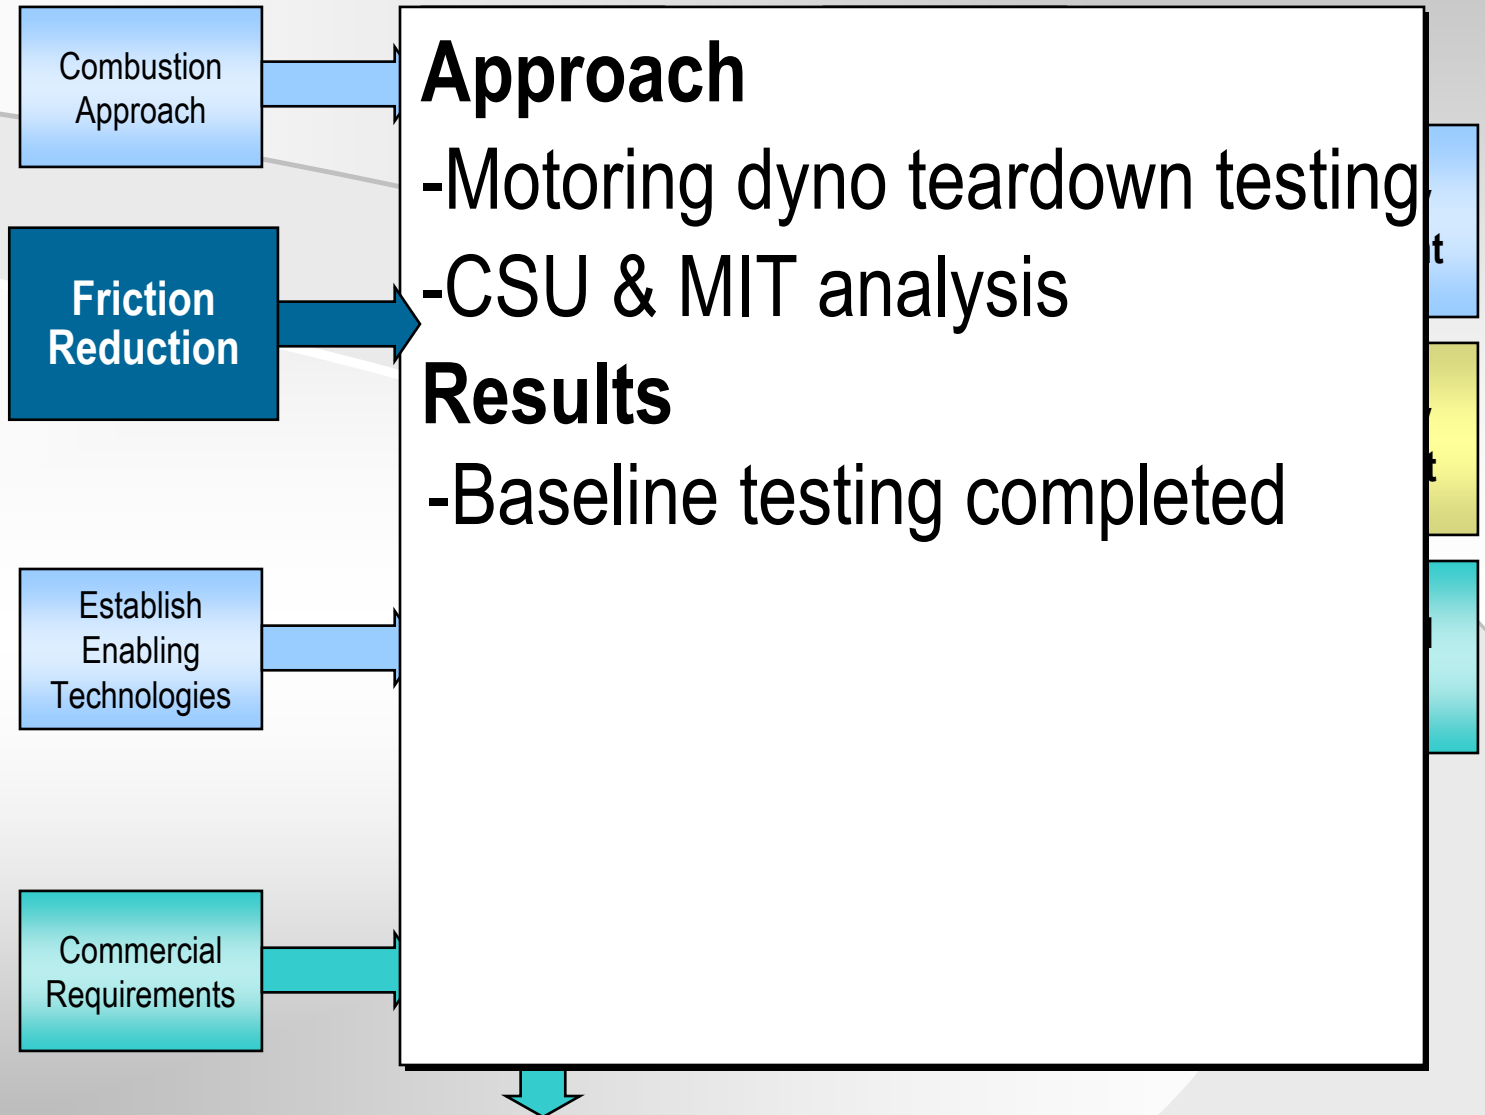 Combustion
Approach
Friction
Reduction
Establish
Enabling
Technologies
Commercial
Requirements
Approach
-Motoring dyno teardown testing
-CSU & MIT analysis
Results
-Baseline testing completed